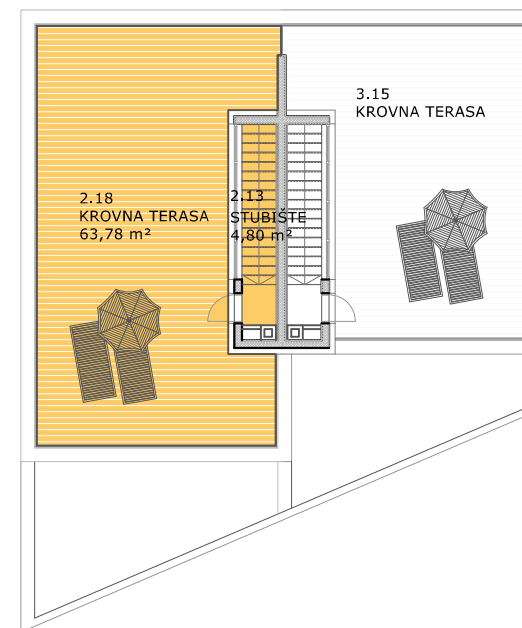 3.15
KROVNA TERASA
2.18
KROVNA TERASA
63,78 m²
2.13
STUBIŠTE
4,80 m²